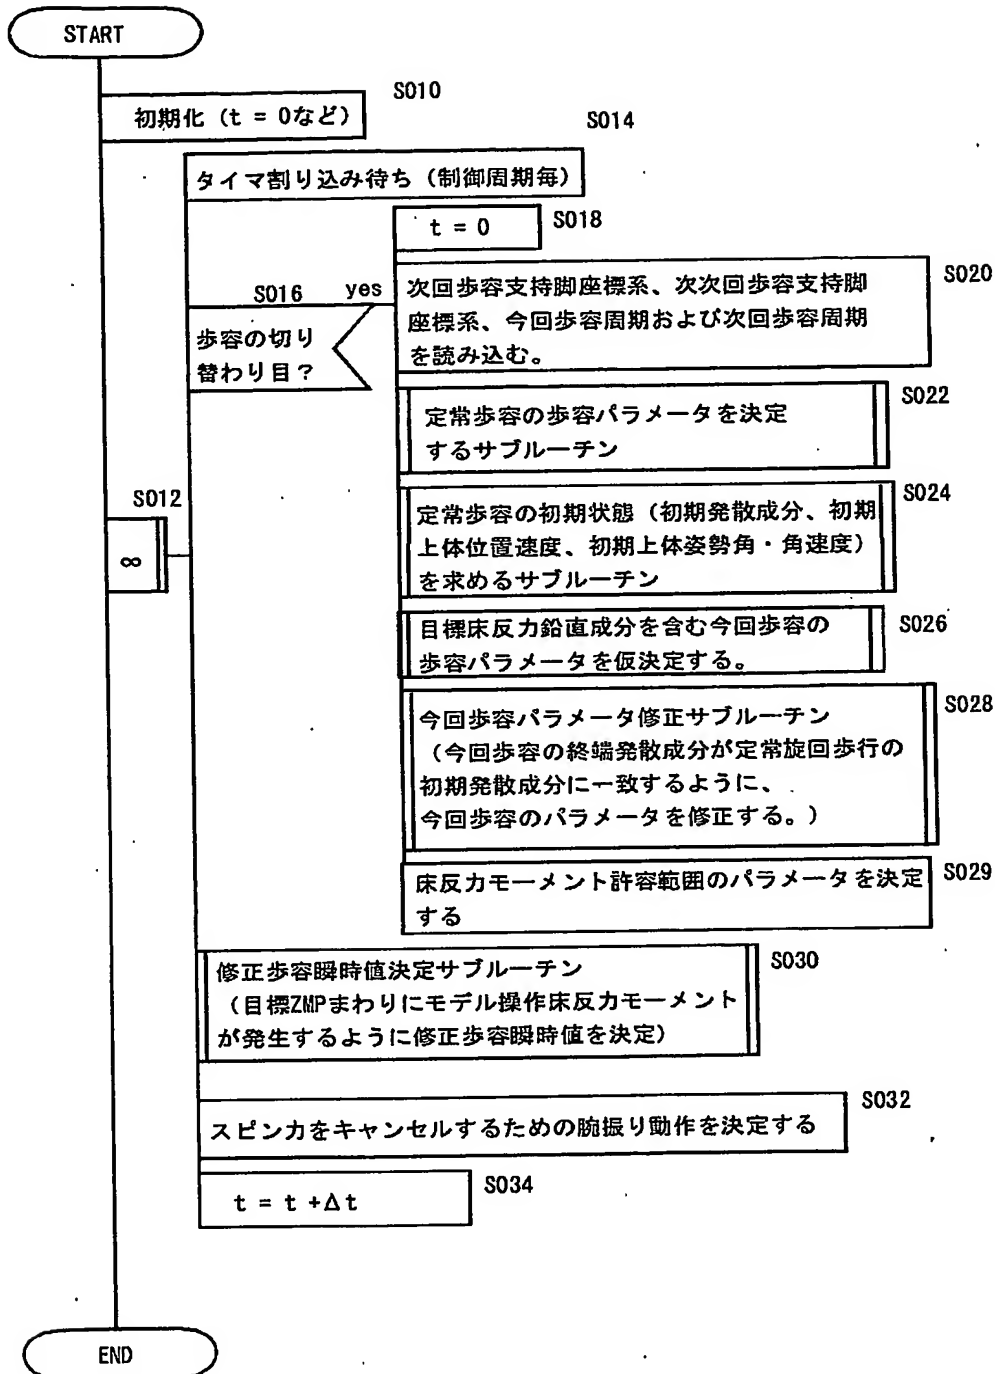 START
S010
初期化（t = 0など）
S014
タイマ割り込み待ち（制御周期毎）
t = 0
S018
S016
yes
歩容の切り
替わり目？
S020
次回歩容支持脚座標系、次次回歩容支持脚
座標系、今回歩容周期および次回歩容周期
を読み込む。
S022
定常歩容の歩容パラメータを決定
するサブルーチン
S012
∞
S024
定常歩容の初期状態（初期発散成分、初期
上体位置速度、初期上体姿勢角・角速度）
を求めるサブルーチン
S026
目標床反力鉛直成分を含む今回歩容の
歩容パラメータを仮決定する。
S028
今回歩容パラメータ修正サブルーチン
（今回歩容の終端発散成分が定常旋回歩行の
初期発散成分に一致するように、
今回歩容のパラメータを修正する。）
S029
床反力モーメント許容範囲のパラメータを決定
する
S030
修正歩容瞬時値決定サブルーチン
（目標ZMPまわりにモデル操作床反力モーメント
が発生するように修正歩容瞬時値を決定）
S032
スピン力をキャンセルするための腕振り動作を決定する
S034
t = t +Δt
END